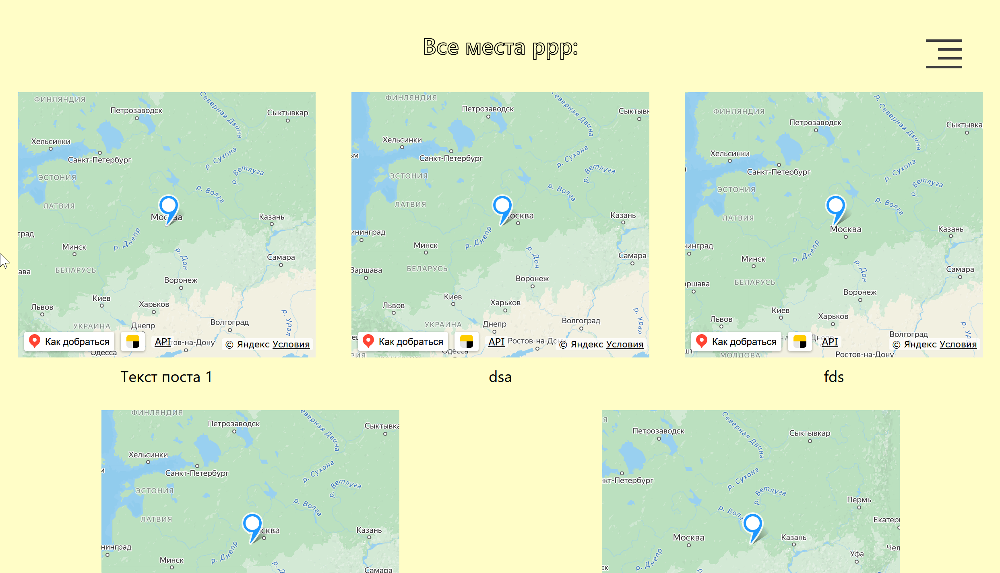 Все места ppp:
ФИНЛЯНДИЯ
Северная Двина
Петрозаводск
Сыктывкар
Хельсинки
Санкт-Петербург
р. Сухона
р. Ветлуга
ЭСТОНИЯ
р. Волга
ЛАТВИЯ
Москва
Казань
град
р. Днепр
Минск
р. Дон
Самара
БЕЛАРУСЬ
ава
Воронеж
Киев
Харьков
Львов
р. Урал
УКРАИНА
Днепр
Волгоград
Как добраться
API
ов-на-Дону
© Яндекс Условия
Одесса
Текст поста 1
ФИНЛЯНДИЯ
Северная Двина
Петрозаводск
Сыктывк
Хельсинки
ьм
Санкт-Петербург
р. Сухона
р. Ветлуга
ЭСТОНИЯ
р. Волга
ЛАТВИЯ
осква
Казань
ининград
р. Днепр
Минск
р. Дон
Самара
БЕЛАРУСЬ
Варшава
Воронеж
Киев
Харьков
Львов
р. Урал
УКРАИНА
Днепр
Волгоград
Как добраться
API
Ростов-на-До
© Яндекс Условия
Одесса
РИЯ
РУМЫНИЯ
dsa
р. Северная Двина
ФИНЛЯНДИЯ
Петрозаводск
Сыктывка
Хельсинки
Санкт-Петербург
р. Сухона
р. Ветлуга
ЭСТОНИЯ
р. Волга
ЛАТВИЯ
Москва
Казань
нинград
р. Днепр
Минск
р. Дон
Самара
БЕЛАРУСЬ
аршава
Воронеж
Киев
Харьков
Львов
р. Ур
Волгоград
Как добраться
НА
Днепр
API
© Яндекс Условия
МОЛДОВА
Ростов-на-Дону
fds
ФИНЛЯНДИЯ
еверная Двина
Петрозаводск
Сыктывка
Хельсинки
м
Санкт-Петербург
р. Сухона
р. Ветлуга
ЭСТОНИЯ
р. Волга
ЛАТВИЯ
сква
Казань
нинград
р. Днепр
Минск
р. Д
Самара
Я
Северная Двина
Петрозаводск
Сыктывкар
нкт-Петербург
р. Сухона
р. Ветлуга
Пермь
р. Волга
Екатери
Москва
Казань
Чел
р. Днепр
Уфа
ск
р.